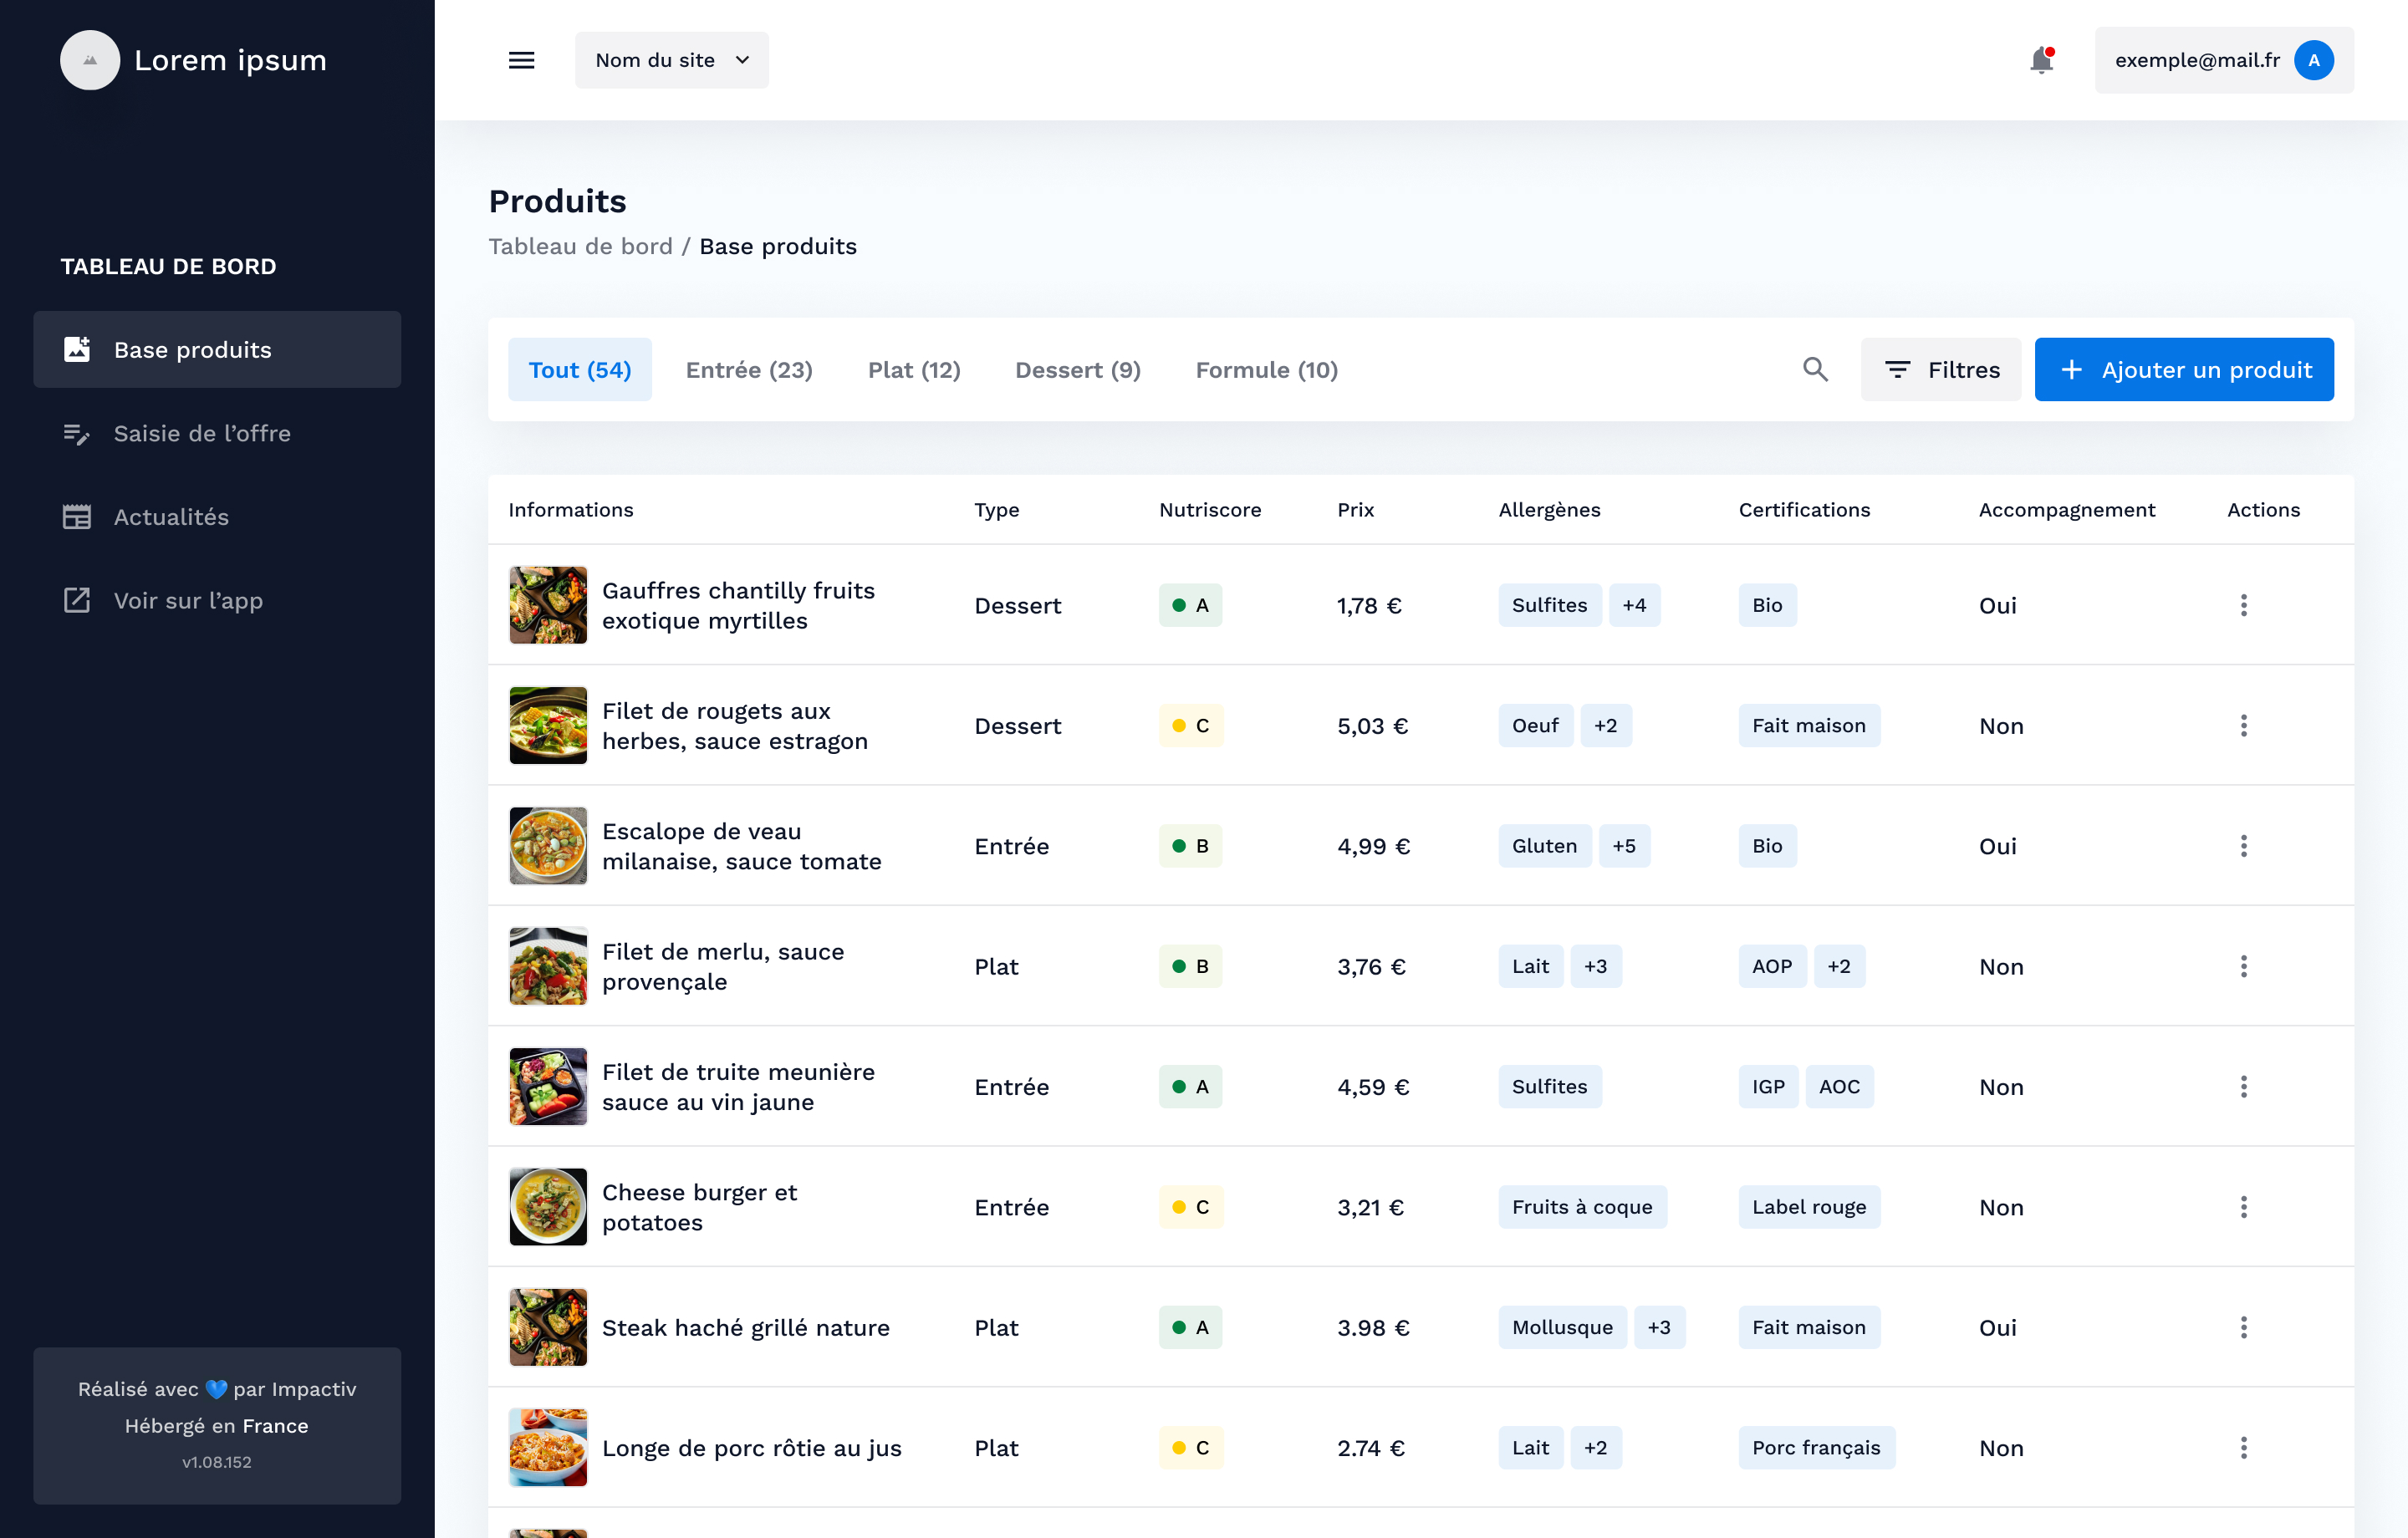 Lorem ipsum
TABLEAU DE BORD
Base produits
Saisie de l’offre
Actualités
Voir sur l’app
Réalisé avec 💙 par Impactiv
Hébergé en France
v1.08.152
Nom du site
exemple@mail.fr A
Produits
Tableau de bord / Base produits
Tout (54) Entrée (23) Plat (12) Dessert (9) Formule (10) Filtres + Ajouter un produit
Informations Type Nutriscore Prix Allergènes Certifications Accompagnement Actions
Gauffres chantilly fruits
exotique myrtilles
Dessert A 1,78 € Sulfites +4 Bio Oui
Filet de rougets aux
herbes, sauce estragon
Dessert C 5,03 € Oeuf +2 Fait maison Non
Escalope de veau
milanaise, sauce tomate
Entrée B 4,99 € Gluten +5 Bio Oui
Filet de merlu, sauce
provençale
Plat B 3,76 € Lait +3 AOP +2 Non
Filet de truite meunière
sauce au vin jaune
Entrée A 4,59 € Sulfites IGP AOC Non
Cheese burger et
potatoes
Entrée C 3,21 € Fruits à coque Label rouge Non
Steak haché grillé nature Plat A 3.98 € Mollusque +3 Fait maison Oui
Longe de porc rôtie au jus Plat C 2.74 € Lait +2 Porc français Non